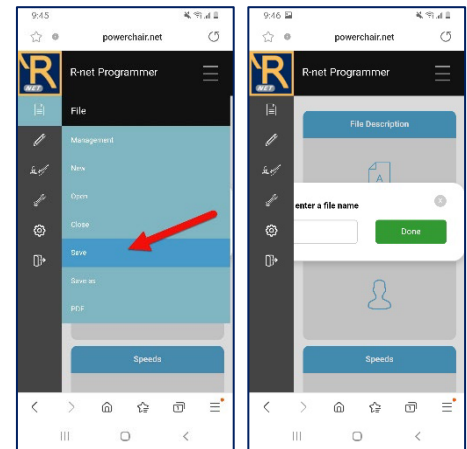 9:45
powerchair.net
R
NET
R-net Programmer
File
Management
New
Open
Close
Save
Save as
PDF
Speeds
9:46
powerchair.net
R
NET
R-net Programmer
File Description
A
enter a file name
Done
Speeds